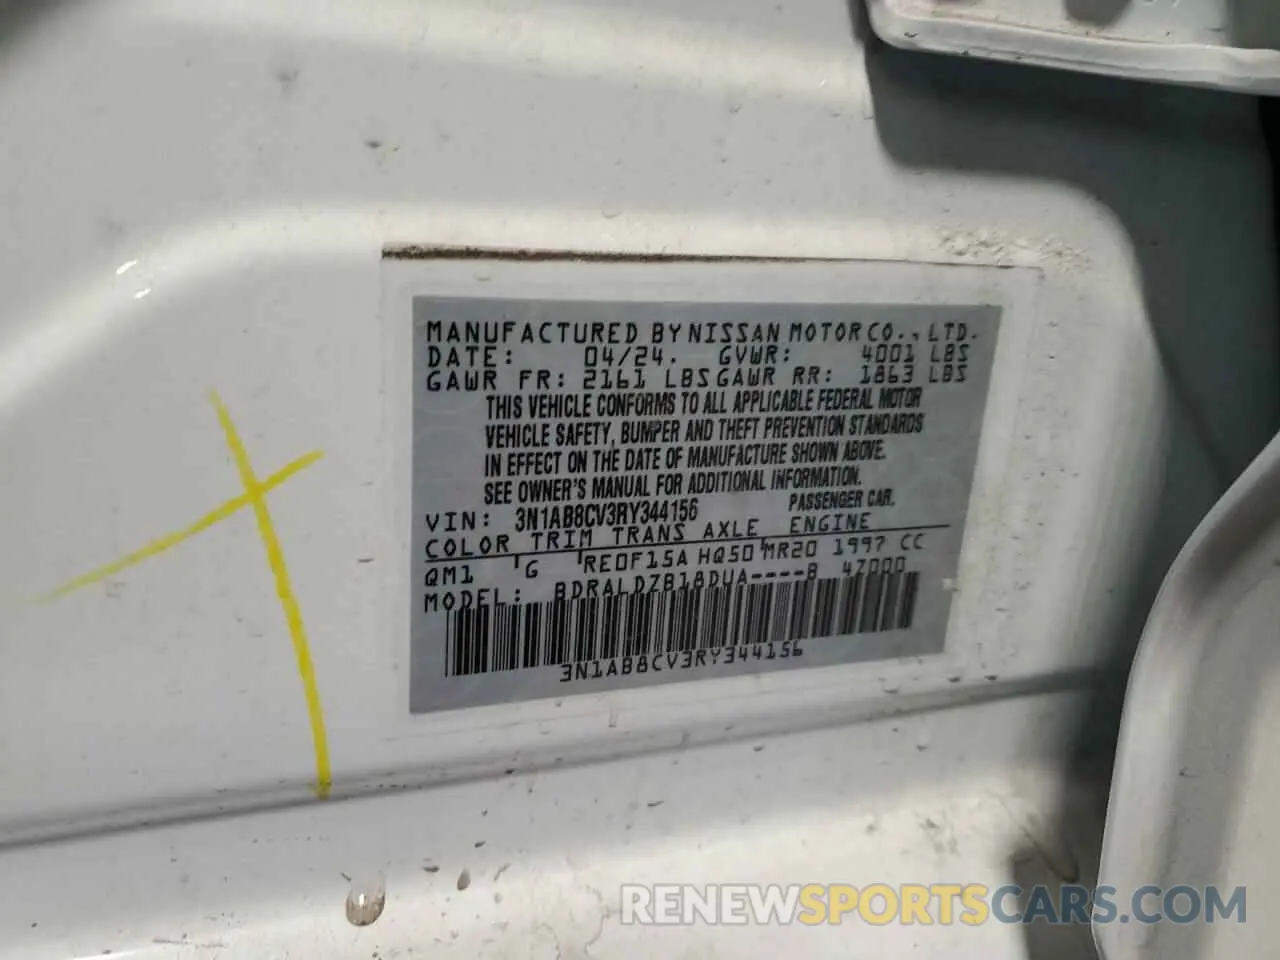 MANUFACTURED BY NISSAN MOTOR CO., LTD.
DATE: 04/24. GVWR: 4001 LBS
GAWR FR: 2161 LBS GAWR RR: 1863 LBS
THIS VEHICLE CONFORMS TO ALL APPLICABLE FEDERAL MOTOR
VEHICLE SAFETY, BUMPER AND THEFT PREVENTION STANDARDS
IN EFFECT ON THE DATE OF MANUFACTURE SHOWN ABOVE.
SEE OWNER'S MANUAL FOR ADDITIONAL INFORMATION.
VIN: 3N1AB8CV3RY344156 PASSENGER CAR.
COLOR TRIM TRANS AXLE ENGINE
QM1 G RE0F15A HQ50 MR20 1997 CC
MODEL: BDRALDZB18DUA----B 4Z000
3N1AB8CV3RY344156
RENEWSPORTSCARS.COM